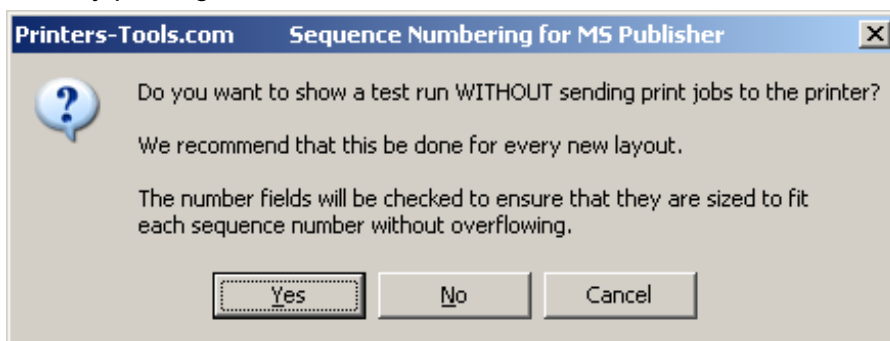 Printers-Tools.com Sequence Numbering for MS Publisher
Do you want to show a test run WITHOUT sending print jobs to the printer?
We recommend that this be done for every new layout.
The number fields will be checked to ensure that they are sized to fit
each sequence number without overflowing.
Yes No Cancel